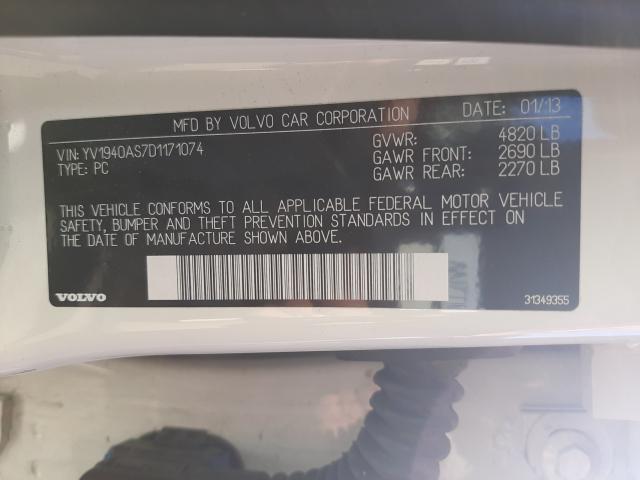 MFD BY VOLVO CAR CORPORATION DATE: 01/13
VIN: YV1940AS7D1171074 GVWR: 4820 LB
TYPE: PC GAWR FRONT: 2690 LB
GAWR REAR: 2270 LB
THIS VEHICLE CONFORMS TO ALL APPLICABLE FEDERAL MOTOR VEHICLE
SAFETY, BUMPER AND THEFT PREVENTION STANDARDS IN EFFECT ON
THE DATE OF MANUFACTURE SHOWN ABOVE.
VOLVO 31349355